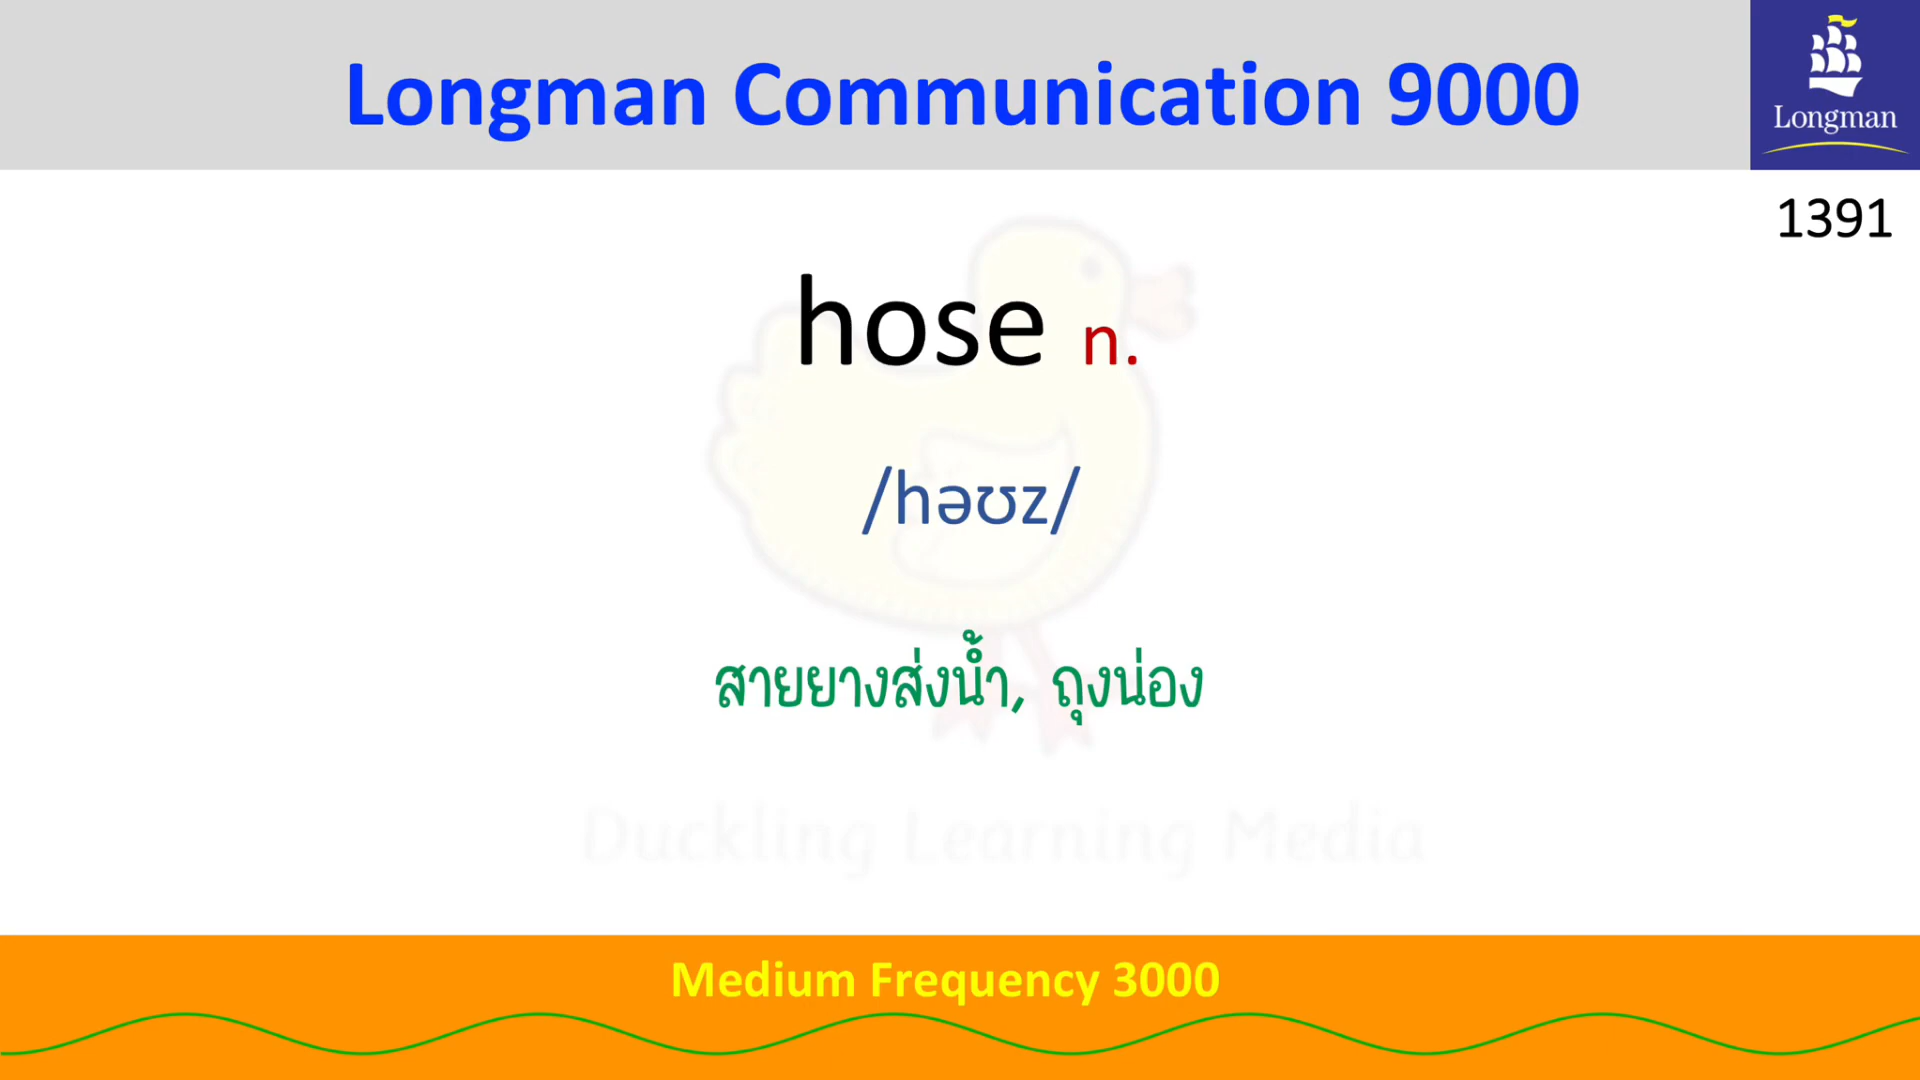 Longman Communication 9000
Longman
1391
hose n.
/həʊz/
สายยางส่งน้ำ, ถุงน่อง
Duckling Learning Media
Medium Frequency 3000